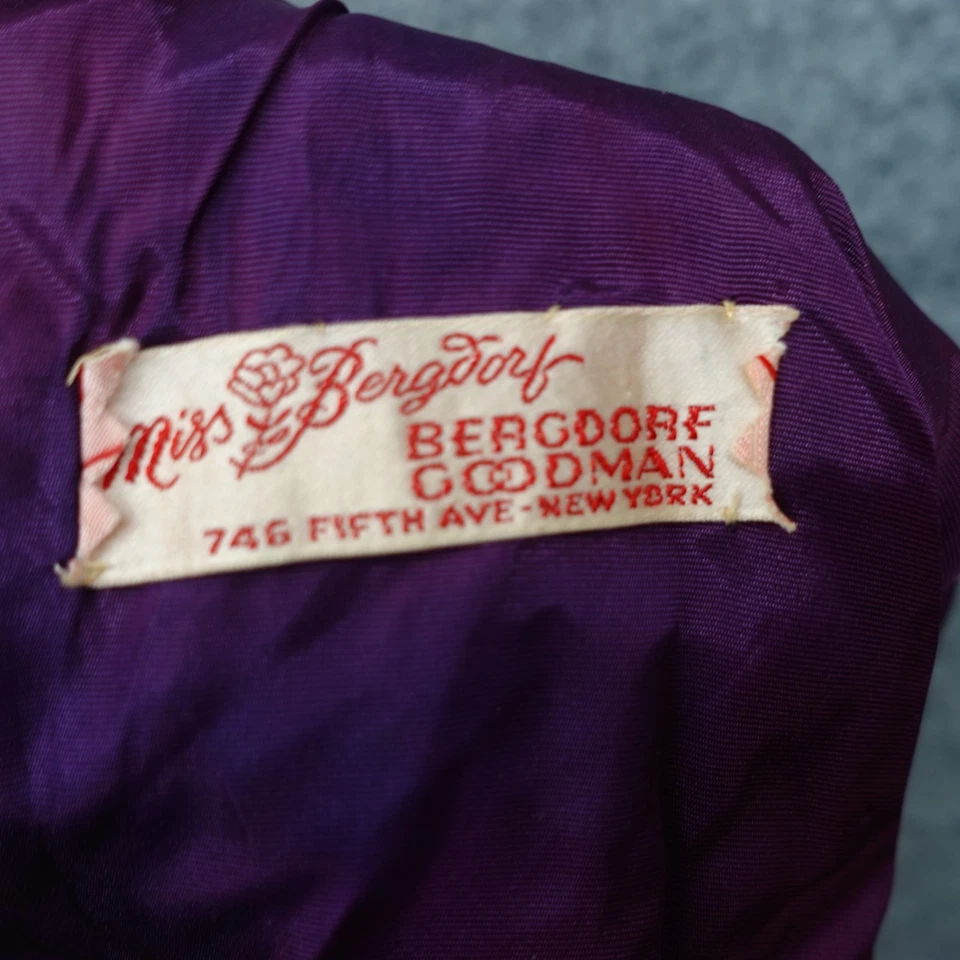 Miss Bergdorf
BERGDORF
GOODMAN
746 FIFTH AVE-NEW YORK